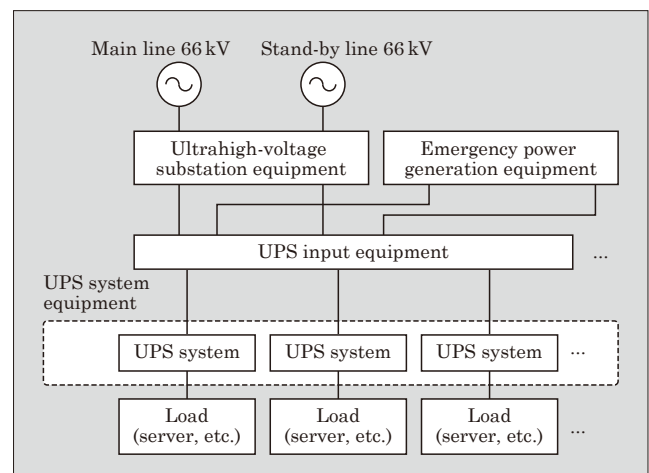 Main line 66 kV
Stand-by line 66 kV
Ultrahigh-voltage
substation equipment
Emergency power
generation equipment
UPS input equipment
...
UPS system
equipment
UPS system
UPS system
UPS system
...
Load
(server, etc.)
Load
(server, etc.)
Load
(server, etc.)
...